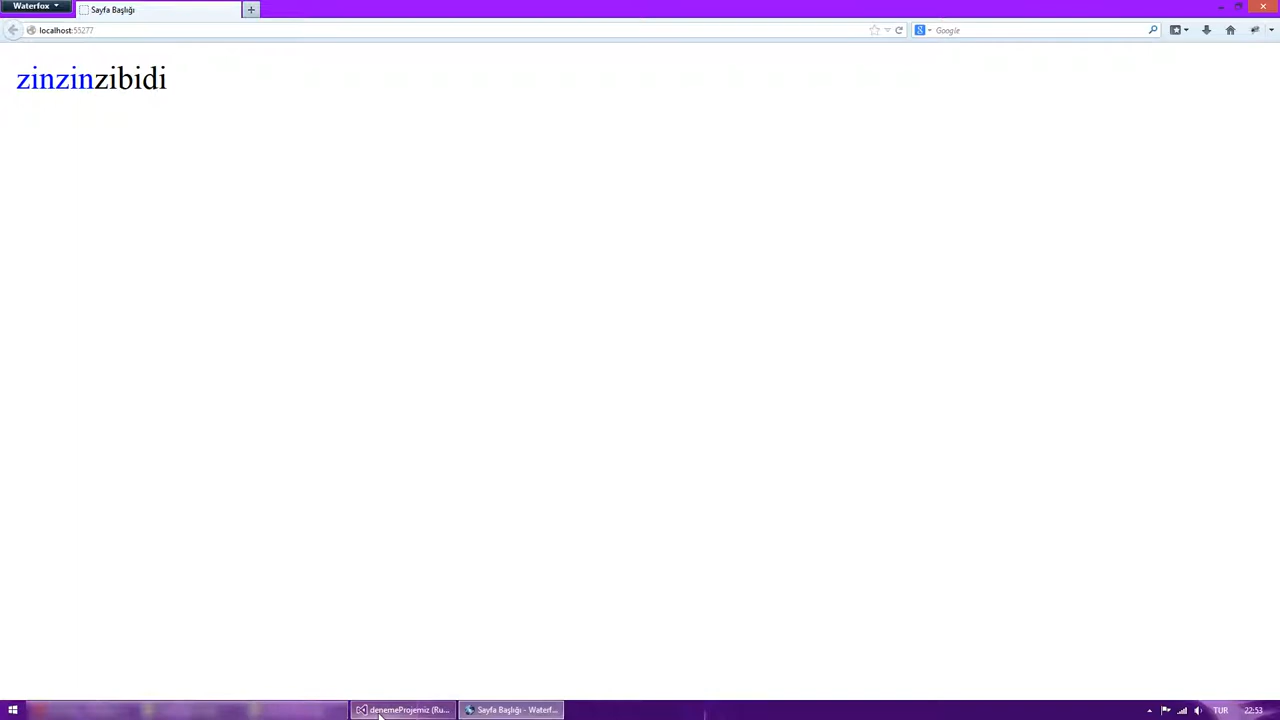 Waterfox
Sayfa Başlığı
localhost:55277
Google
zinzinzibidi
denemeProjemiz (Ru...
Sayfa Başlığı - Waterf...
TUR
22:53